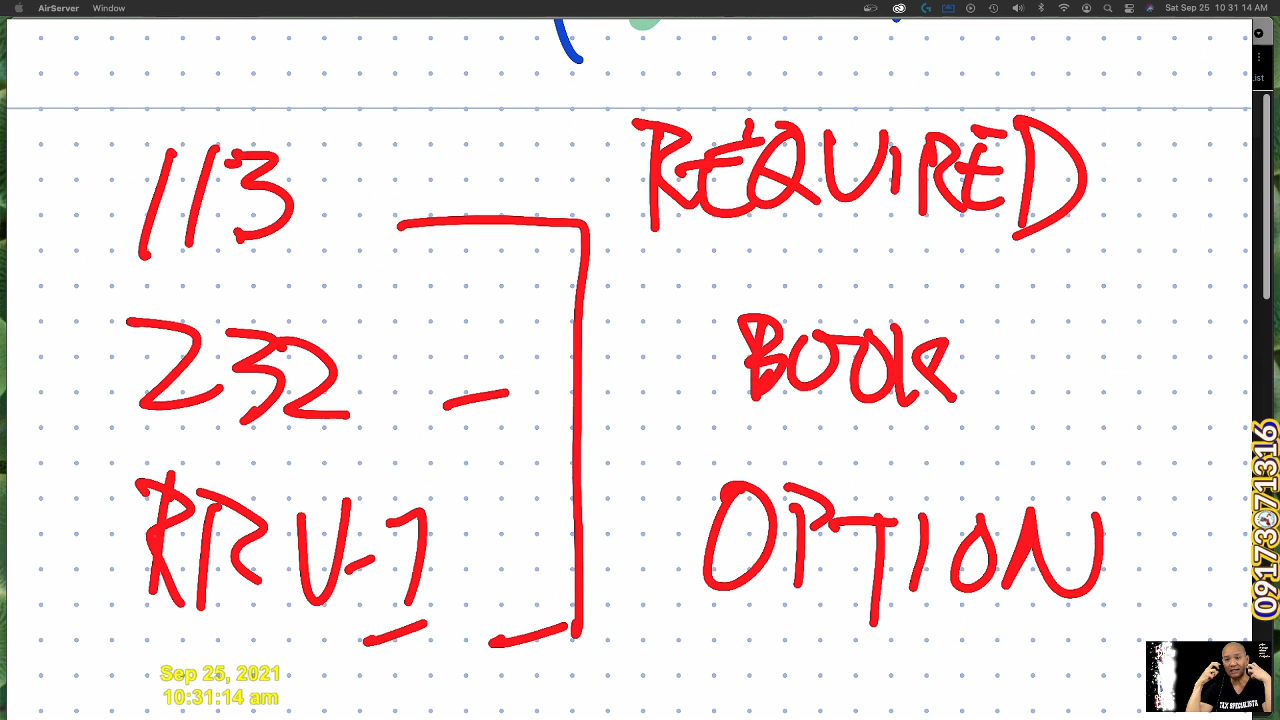 AirServer Window Sat Sep 25 10:31:14 AM
List
113 REQUIRED
232 - BOOK
RR V-7 OPTION
Sep 25, 2021
10:31:14 am
09173071316
TAX SPECIALISTA